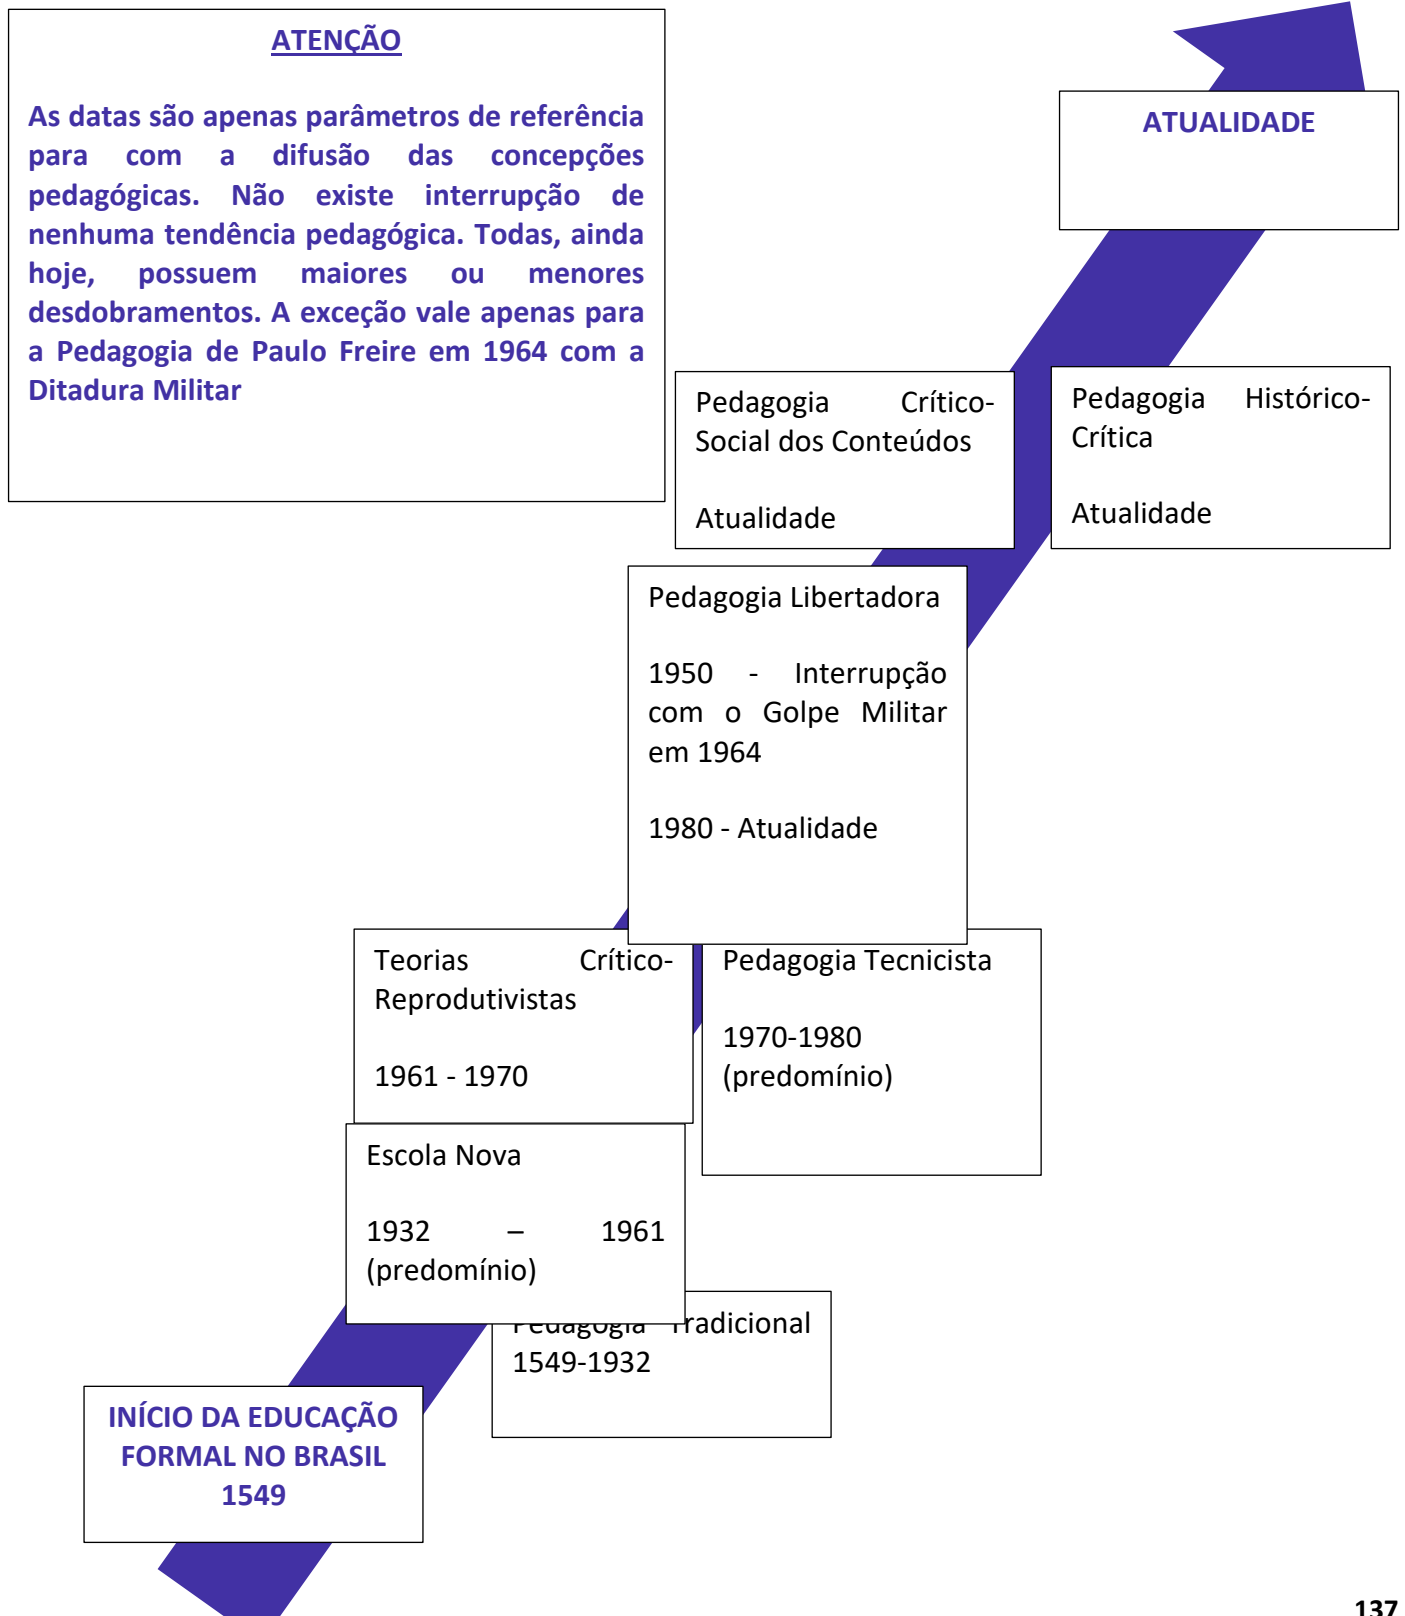 ATENÇÃO
As datas são apenas parâmetros de referência
para com a difusão das concepções
pedagógicas. Não existe interrupção de
nenhuma tendência pedagógica. Todas, ainda
hoje, possuem maiores ou menores
desdobramentos. A exceção vale apenas para
a Pedagogia de Paulo Freire em 1964 com a
Ditadura Militar
ATUALIDADE
Pedagogia Crítico-
Social dos Conteúdos
Atualidade
Pedagogia Histórico-
Crítica
Atualidade
Pedagogia Libertadora
1950 - Interrupção
com o Golpe Militar
em 1964
1980 - Atualidade
Teorias Crítico-
Reprodutivistas
1961 - 1970
Pedagogia Tecnicista
1970-1980
(predomínio)
Escola Nova
1932 – 1961
(predomínio)
Pedagogia Tradicional
1549-1932
INÍCIO DA EDUCAÇÃO
FORMAL NO BRASIL
1549
137